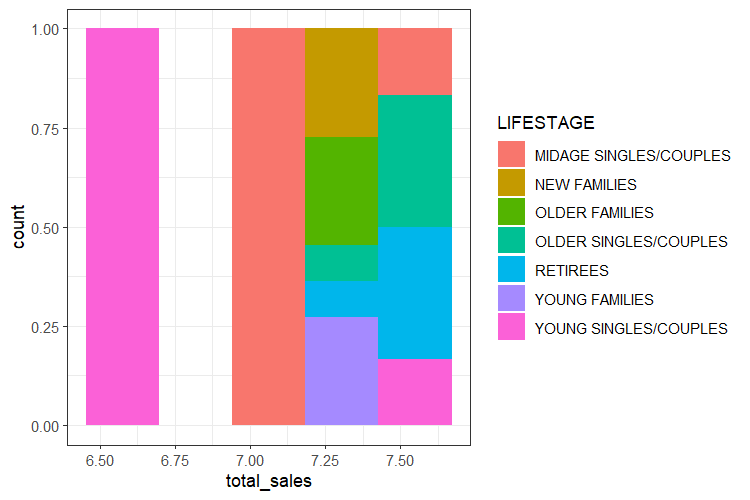 1.00
0.75
0.50
0.25
0.00
count
6.50 6.75 7.00 7.25 7.50
total_sales
LIFESTAGE
MIDAGE SINGLES/COUPLES
NEW FAMILIES
OLDER FAMILIES
OLDER SINGLES/COUPLES
RETIREES
YOUNG FAMILIES
YOUNG SINGLES/COUPLES